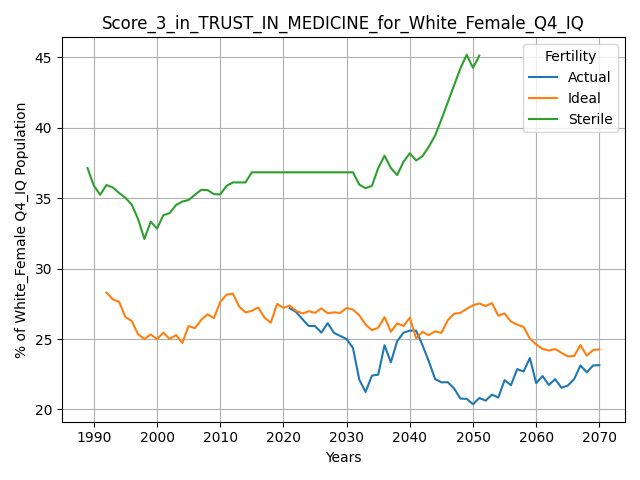 Score_3_in_TRUST_IN_MEDICINE_for_White_Female_Q4_IQ
Fertility
Actual
Ideal
Sterile
% of White_Female Q4_IQ Population
45
40
35
30
25
20
1990 2000 2010 2020 2030 2040 2050 2060 2070
Years